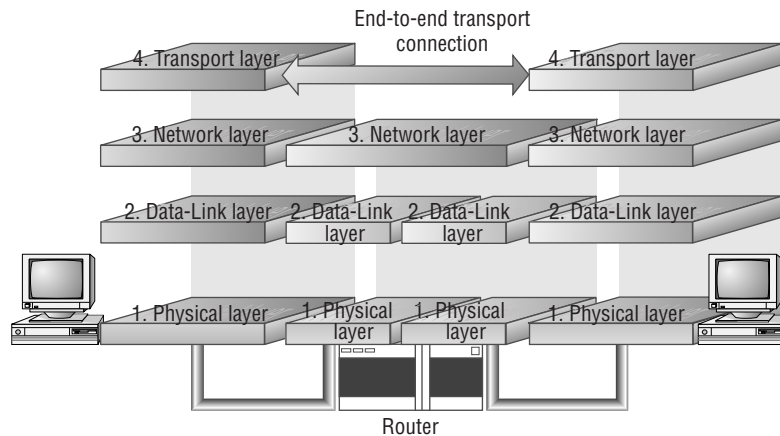 End-to-end transport
connection
4. Transport layer
4. Transport layer
3. Network layer
3. Network layer
3. Network layer
2. Data-Link layer
2. Data-Link
layer
2. Data-Link
layer
2. Data-Link layer
1. Physical layer
1. Physical
layer
1. Physical
layer
1. Physical layer
Router